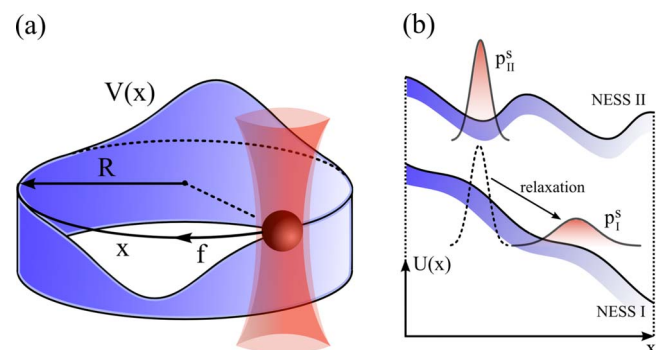 (a)
V(x)
R
x
f
(b)
p^s_II
NESS II
relaxation
p^s_I
U(x)
NESS I
x